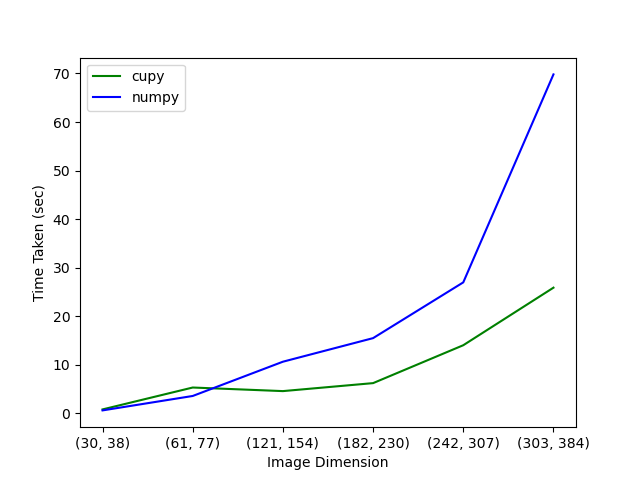 cupy
numpy
70
60
50
40
30
20
10
0
Time Taken (sec)
(30, 38) (61, 77) (121, 154) (182, 230) (242, 307) (303, 384)
Image Dimension